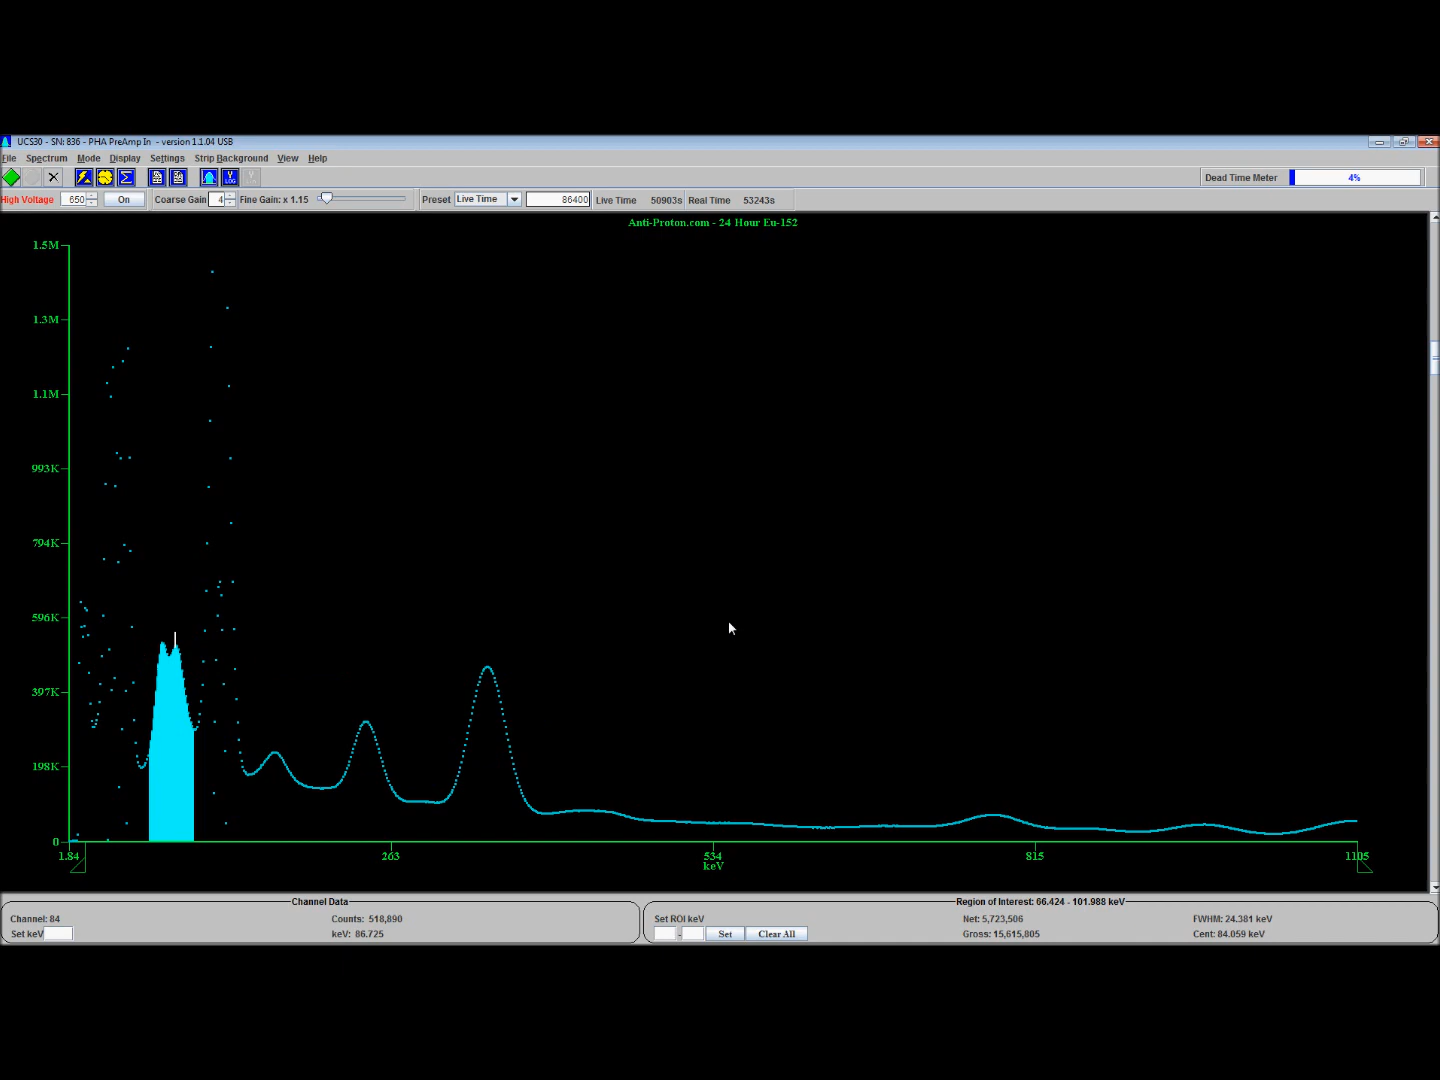 UCS30 - SN: 836 - PHA PreAmp In - version 1.1.04 USB
File Spectrum Mode Display Settings Strip Background View Help
Dead Time Meter 4%
High Voltage 650 On Coarse Gain 4 Fine Gain: x 1.15 Preset Live Time 86400 Live Time 50903s Real Time 53243s
Anti-Proton.com - 24 Hour Eu-152
1.5M
1.3M
1.1M
993K
794K
596K
397K
198K
0
1.84 263 534 815 1105
keV
Channel Data
Channel: 84 Counts: 518,890
Set keV keV: 86.725
Region of Interest: 66.424 - 101.988 keV
Set ROI keV Net: 5,723,506 FWHM: 24.381 keV
- Set Clear All Gross: 15,615,805 Cent: 84.059 keV